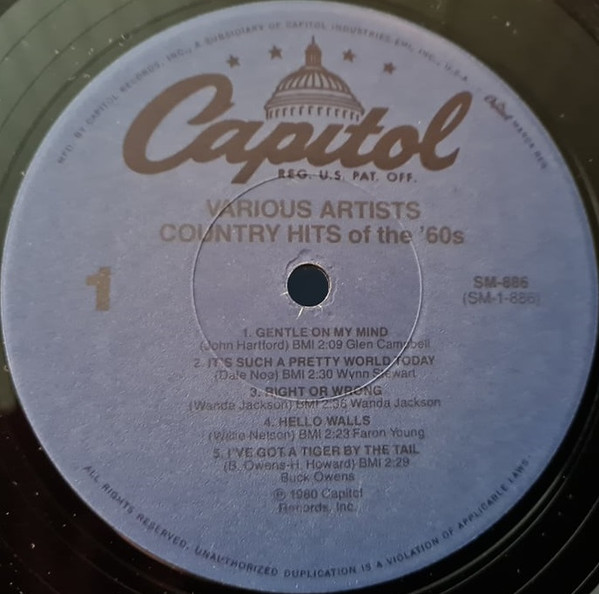 MFD. BY CAPITOL RECORDS, INC., A SUBSIDIARY OF CAPITOL INDUSTRIES-EMI, INC., U.S.A. • Capitol MARCA REG.
Capitol
REG. U.S. PAT. OFF.
VARIOUS ARTISTS
COUNTRY HITS of the '60s
1
SM-886
(SM-1-886)
1. GENTLE ON MY MIND
(John Hartford) BMI 2:09 Glen Campbell
2. IT'S SUCH A PRETTY WORLD TODAY
(Dale Noe) BMI 2:30 Wynn Stewart
3. RIGHT OR WRONG
(Wanda Jackson) BMI 2:36 Wanda Jackson
4. HELLO WALLS
(Willie Nelson) BMI 2:23 Faron Young
5. I'VE GOT A TIGER BY THE TAIL
(B. Owens-H. Howard) BMI 2:29
Buck Owens
Ⓟ 1980 Capitol
Records, Inc.
ALL RIGHTS RESERVED. UNAUTHORIZED DUPLICATION IS A VIOLATION OF APPLICABLE LAWS.